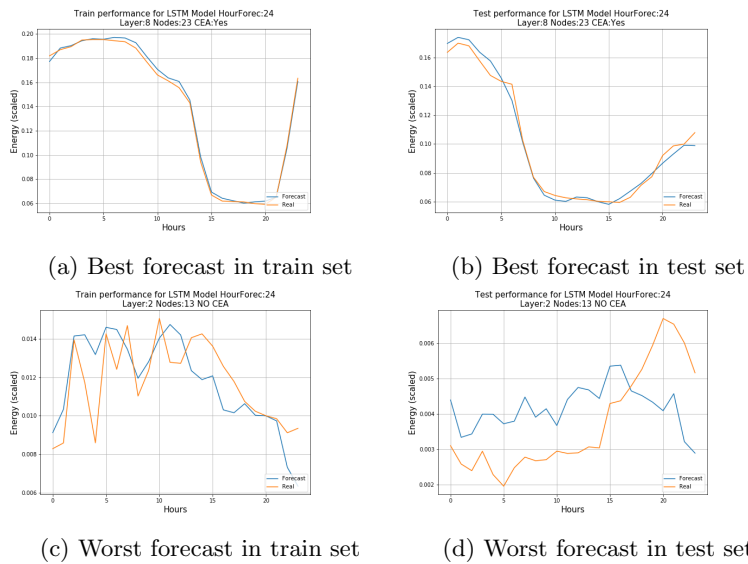 Train performance for LSTM Model HourForec:24
Layer:8 Nodes:23 CEA:Yes
0.20
0.18
0.16
0.14
0.12
0.10
0.08
0.06
Energy (scaled)
0
5
10
15
20
Hours
Forecast
Real
(a) Best forecast in train set
Test performance for LSTM Model HourForec:24
Layer:8 Nodes:23 CEA:Yes
0.16
0.14
0.12
0.10
0.08
0.06
Energy (scaled)
0
5
10
15
20
Hours
Forecast
Real
(b) Best forecast in test set
Train performance for LSTM Model HourForec:24
Layer:2 Nodes:13 NO CEA
0.014
0.012
0.010
0.008
0.006
Energy (scaled)
0
5
10
15
20
Hours
Forecast
Real
(c) Worst forecast in train set
Test performance for LSTM Model HourForec:24
Layer:2 Nodes:13 NO CEA
0.006
0.005
0.004
0.003
0.002
Energy (scaled)
0
5
10
15
20
Hours
Forecast
Real
(d) Worst forecast in test set